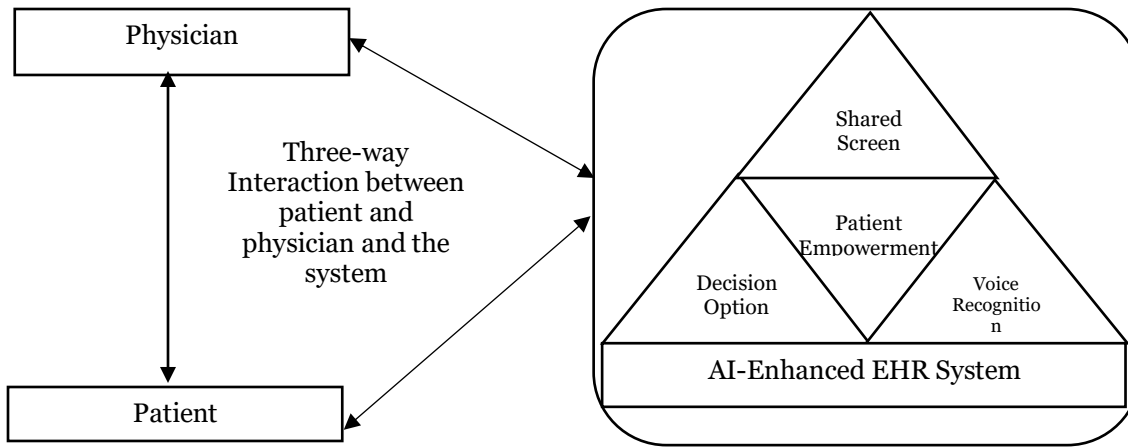 Physician
Three-way
Interaction between
patient and
physician and the
system
Patient
Shared
Screen
Patient
Empowerment
Decision
Option
Voice
Recognitio
n
AI-Enhanced EHR System